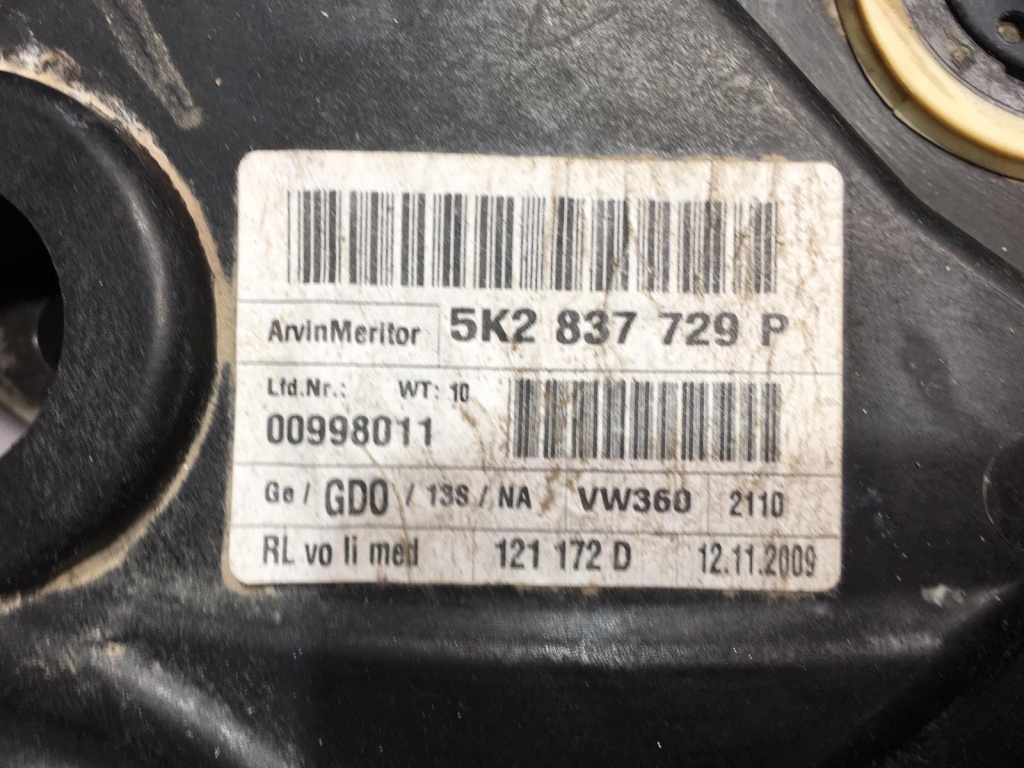 ArvinMeritor 5K2 837 729 P
Lfd.Nr.: WT: 10
00998011
Ge / GDO / 13S / NA VW360 2110
RL vo li med 121 172 D 12.11.2009